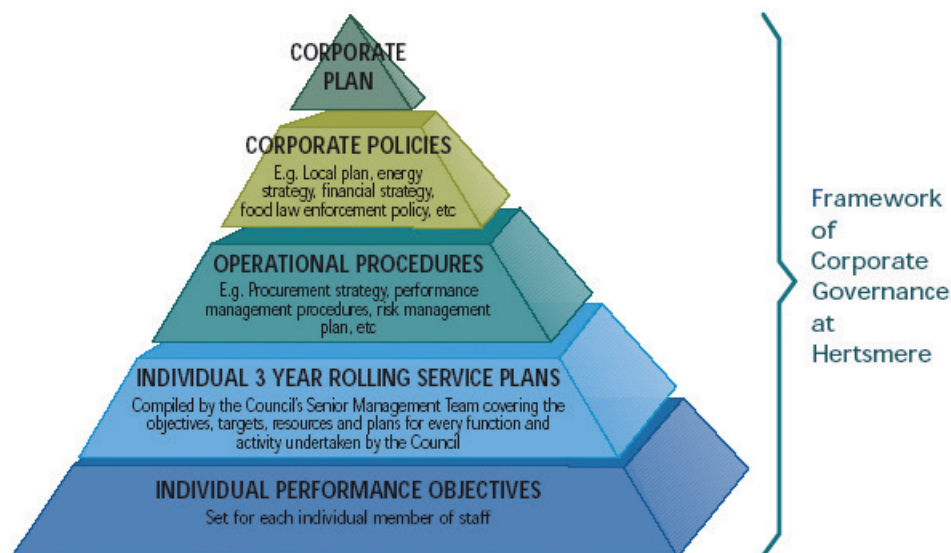 CORPORATE
PLAN
CORPORATE POLICIES
E.g. Local plan, energy
strategy, financial strategy,
food law enforcement policy, etc
OPERATIONAL PROCEDURES
E.g. Procurement strategy, performance
management procedures, risk management
plan, etc
INDIVIDUAL 3 YEAR ROLLING SERVICE PLANS
Compiled by the Council's Senior Management Team covering the
objectives, targets, resources and plans for every function and
activity undertaken by the Council
INDIVIDUAL PERFORMANCE OBJECTIVES
Set for each individual member of staff
Framework
of
Corporate
Governance
at
Hertsmere